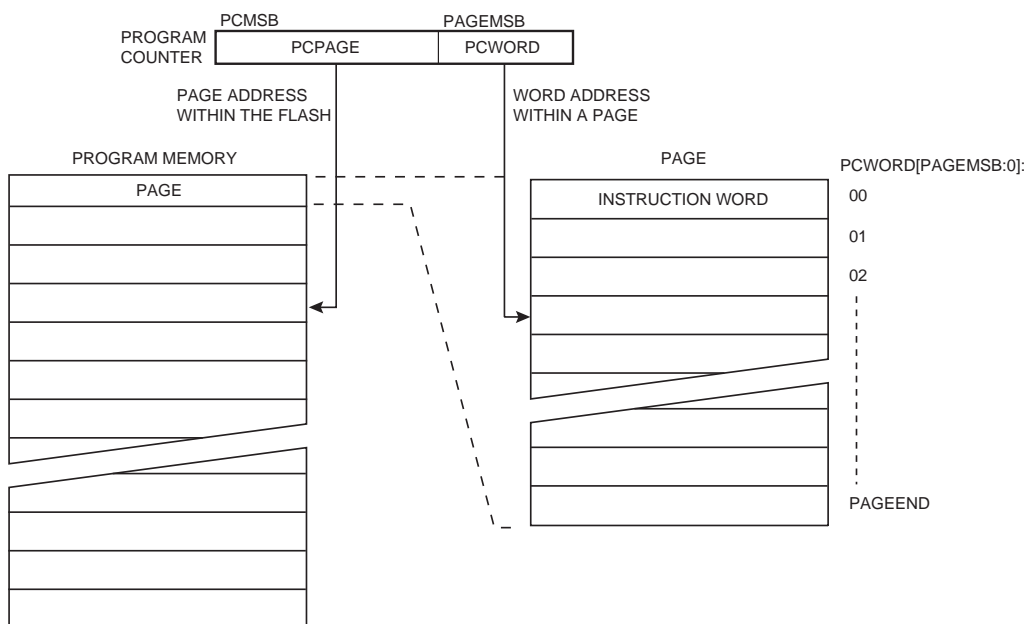 PCMSB
PAGEMSB
PROGRAM
COUNTER
PCPAGE
PCWORD
PAGE ADDRESS
WITHIN THE FLASH
WORD ADDRESS
WITHIN A PAGE
PROGRAM MEMORY
PAGE
PAGE
INSTRUCTION WORD
PCWORD[PAGEMSB:0]:
00
01
02
PAGEEND